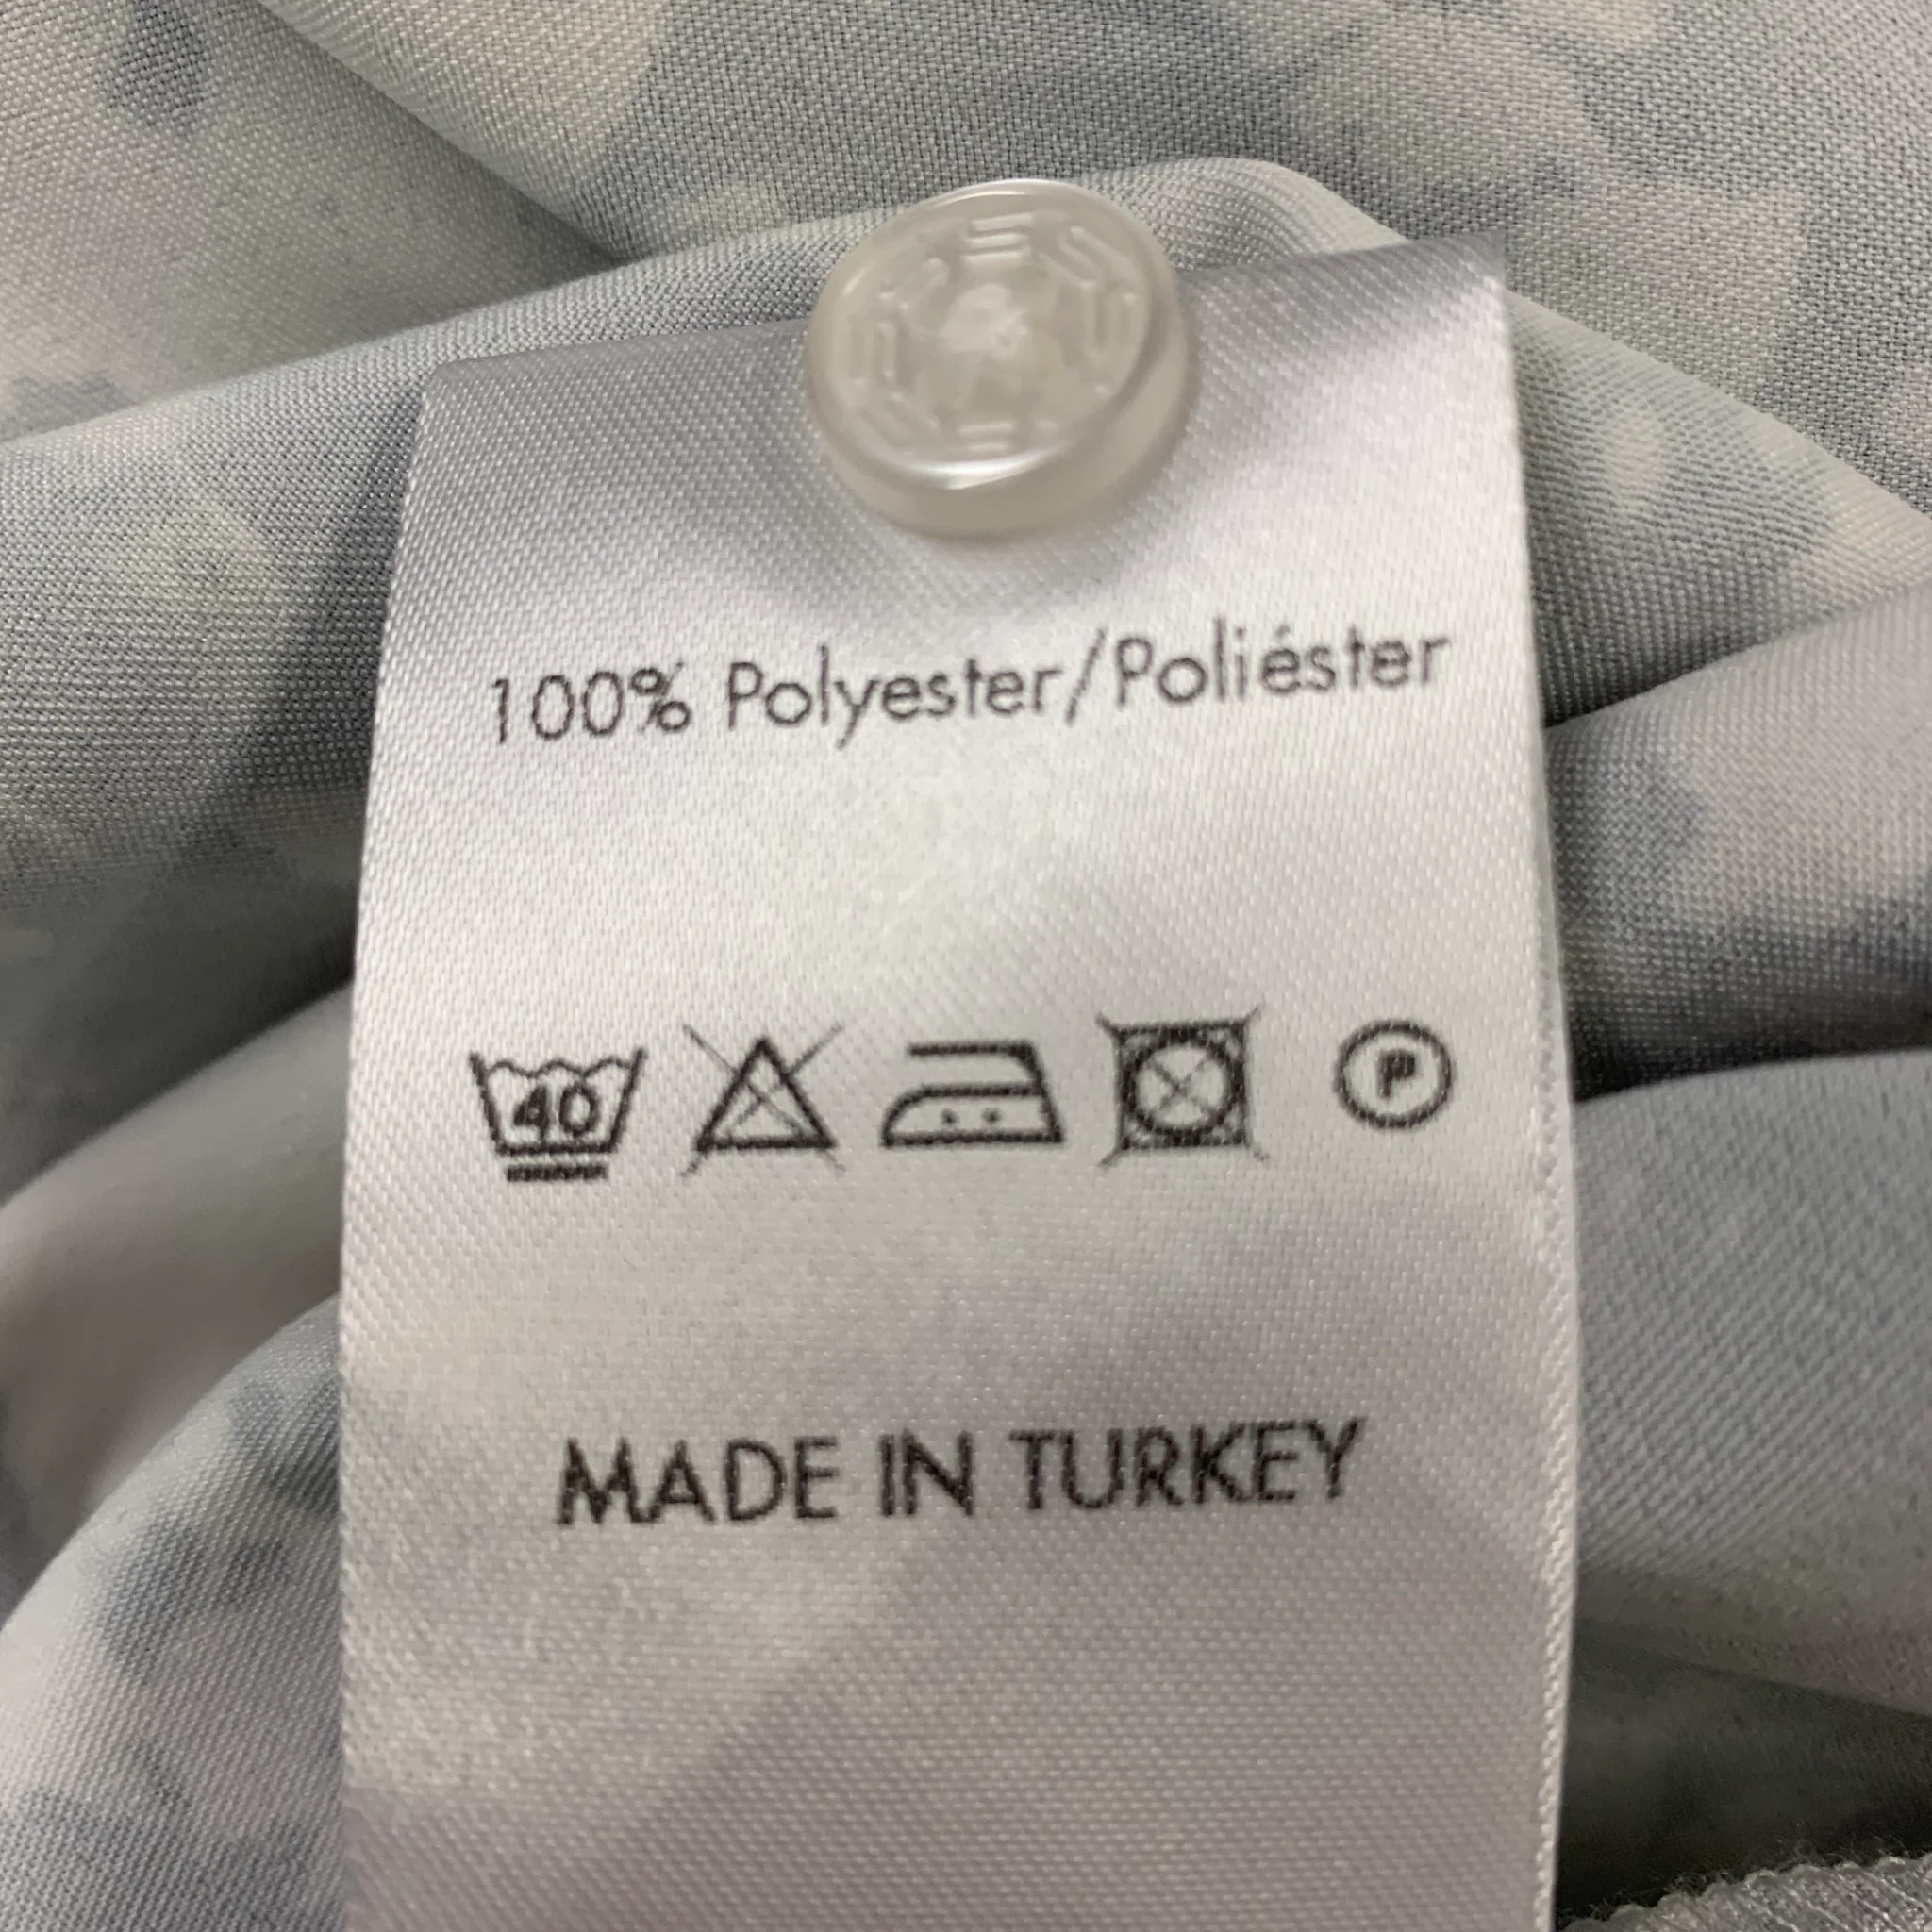 100% Polyester/Poliéster
40 P
MADE IN TURKEY